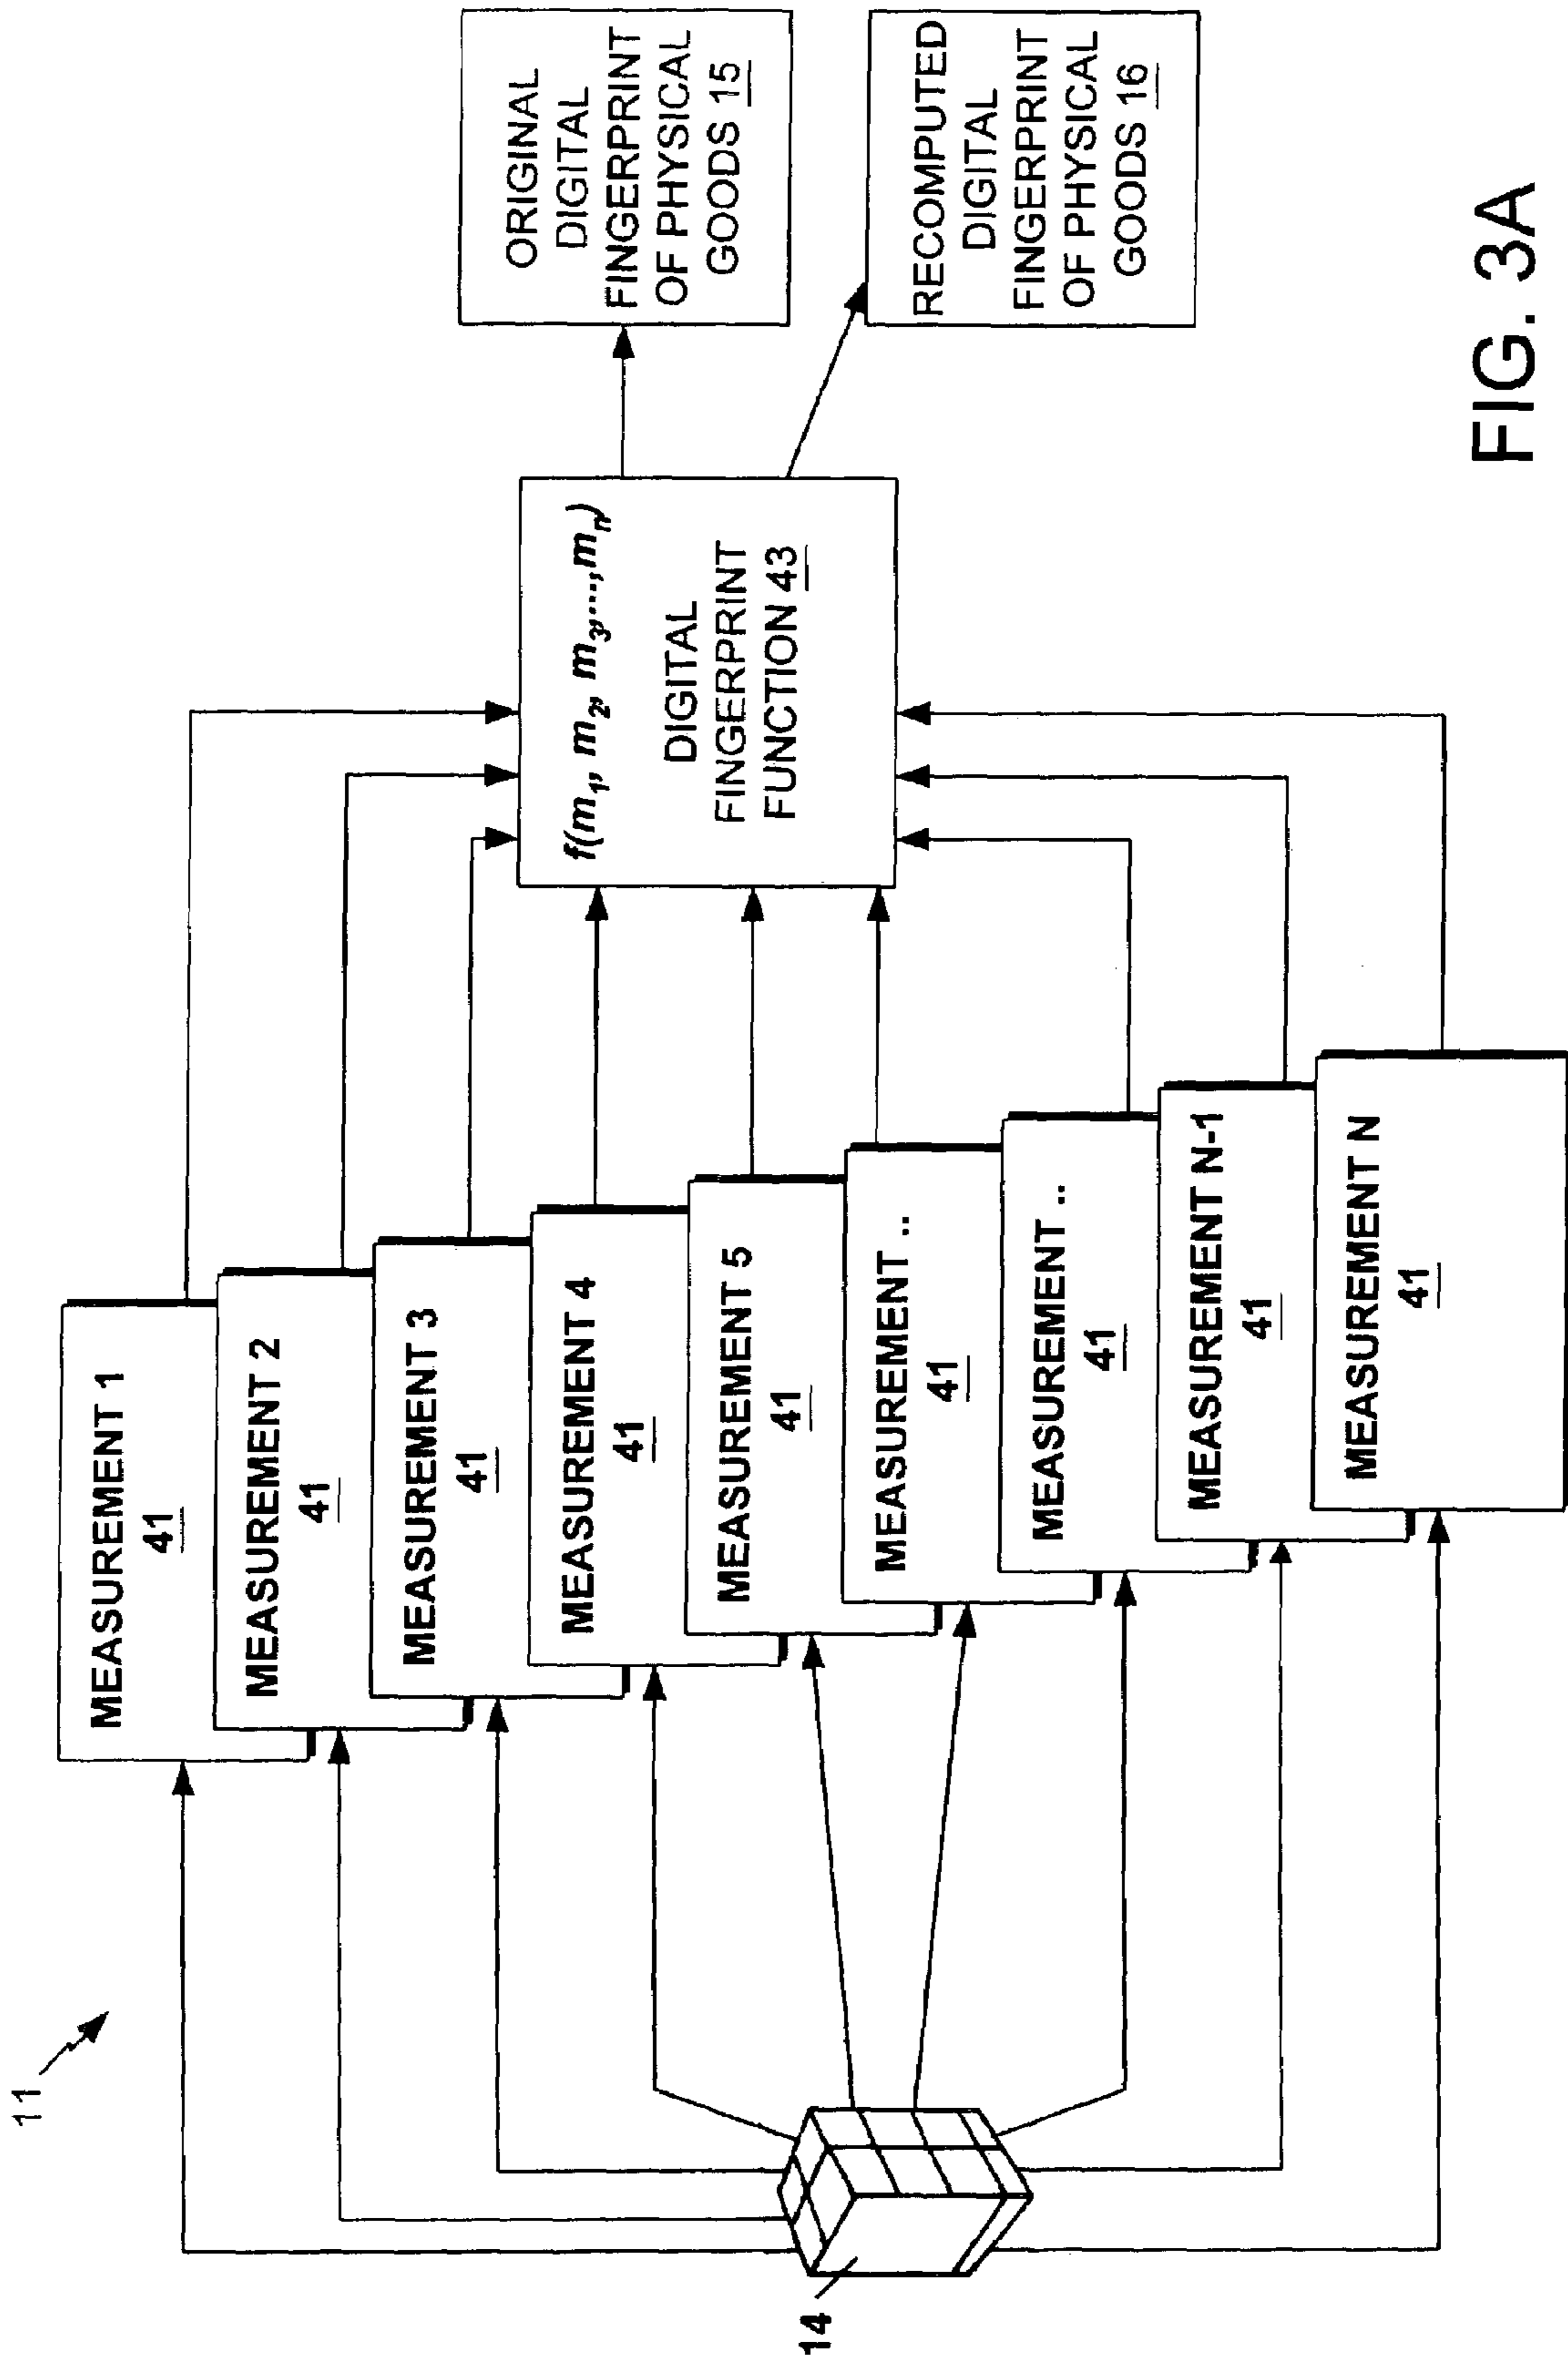 11
14
MEASUREMENT 1
41
MEASUREMENT 2
41
MEASUREMENT 3
41
MEASUREMENT 4
41
MEASUREMENT 5
41
MEASUREMENT ..
41
MEASUREMENT ..
41
MEASUREMENT N-1
41
MEASUREMENT N
41
f(m1, m2, m3,...,mn)
DIGITAL
FINGERPRINT
FUNCTION 43
ORIGINAL
DIGITAL
FINGERPRINT
OF PHYSICAL
GOODS 15
RECOMPUTED
DIGITAL
FINGERPRINT
OF PHYSICAL
GOODS 16
FIG. 3A